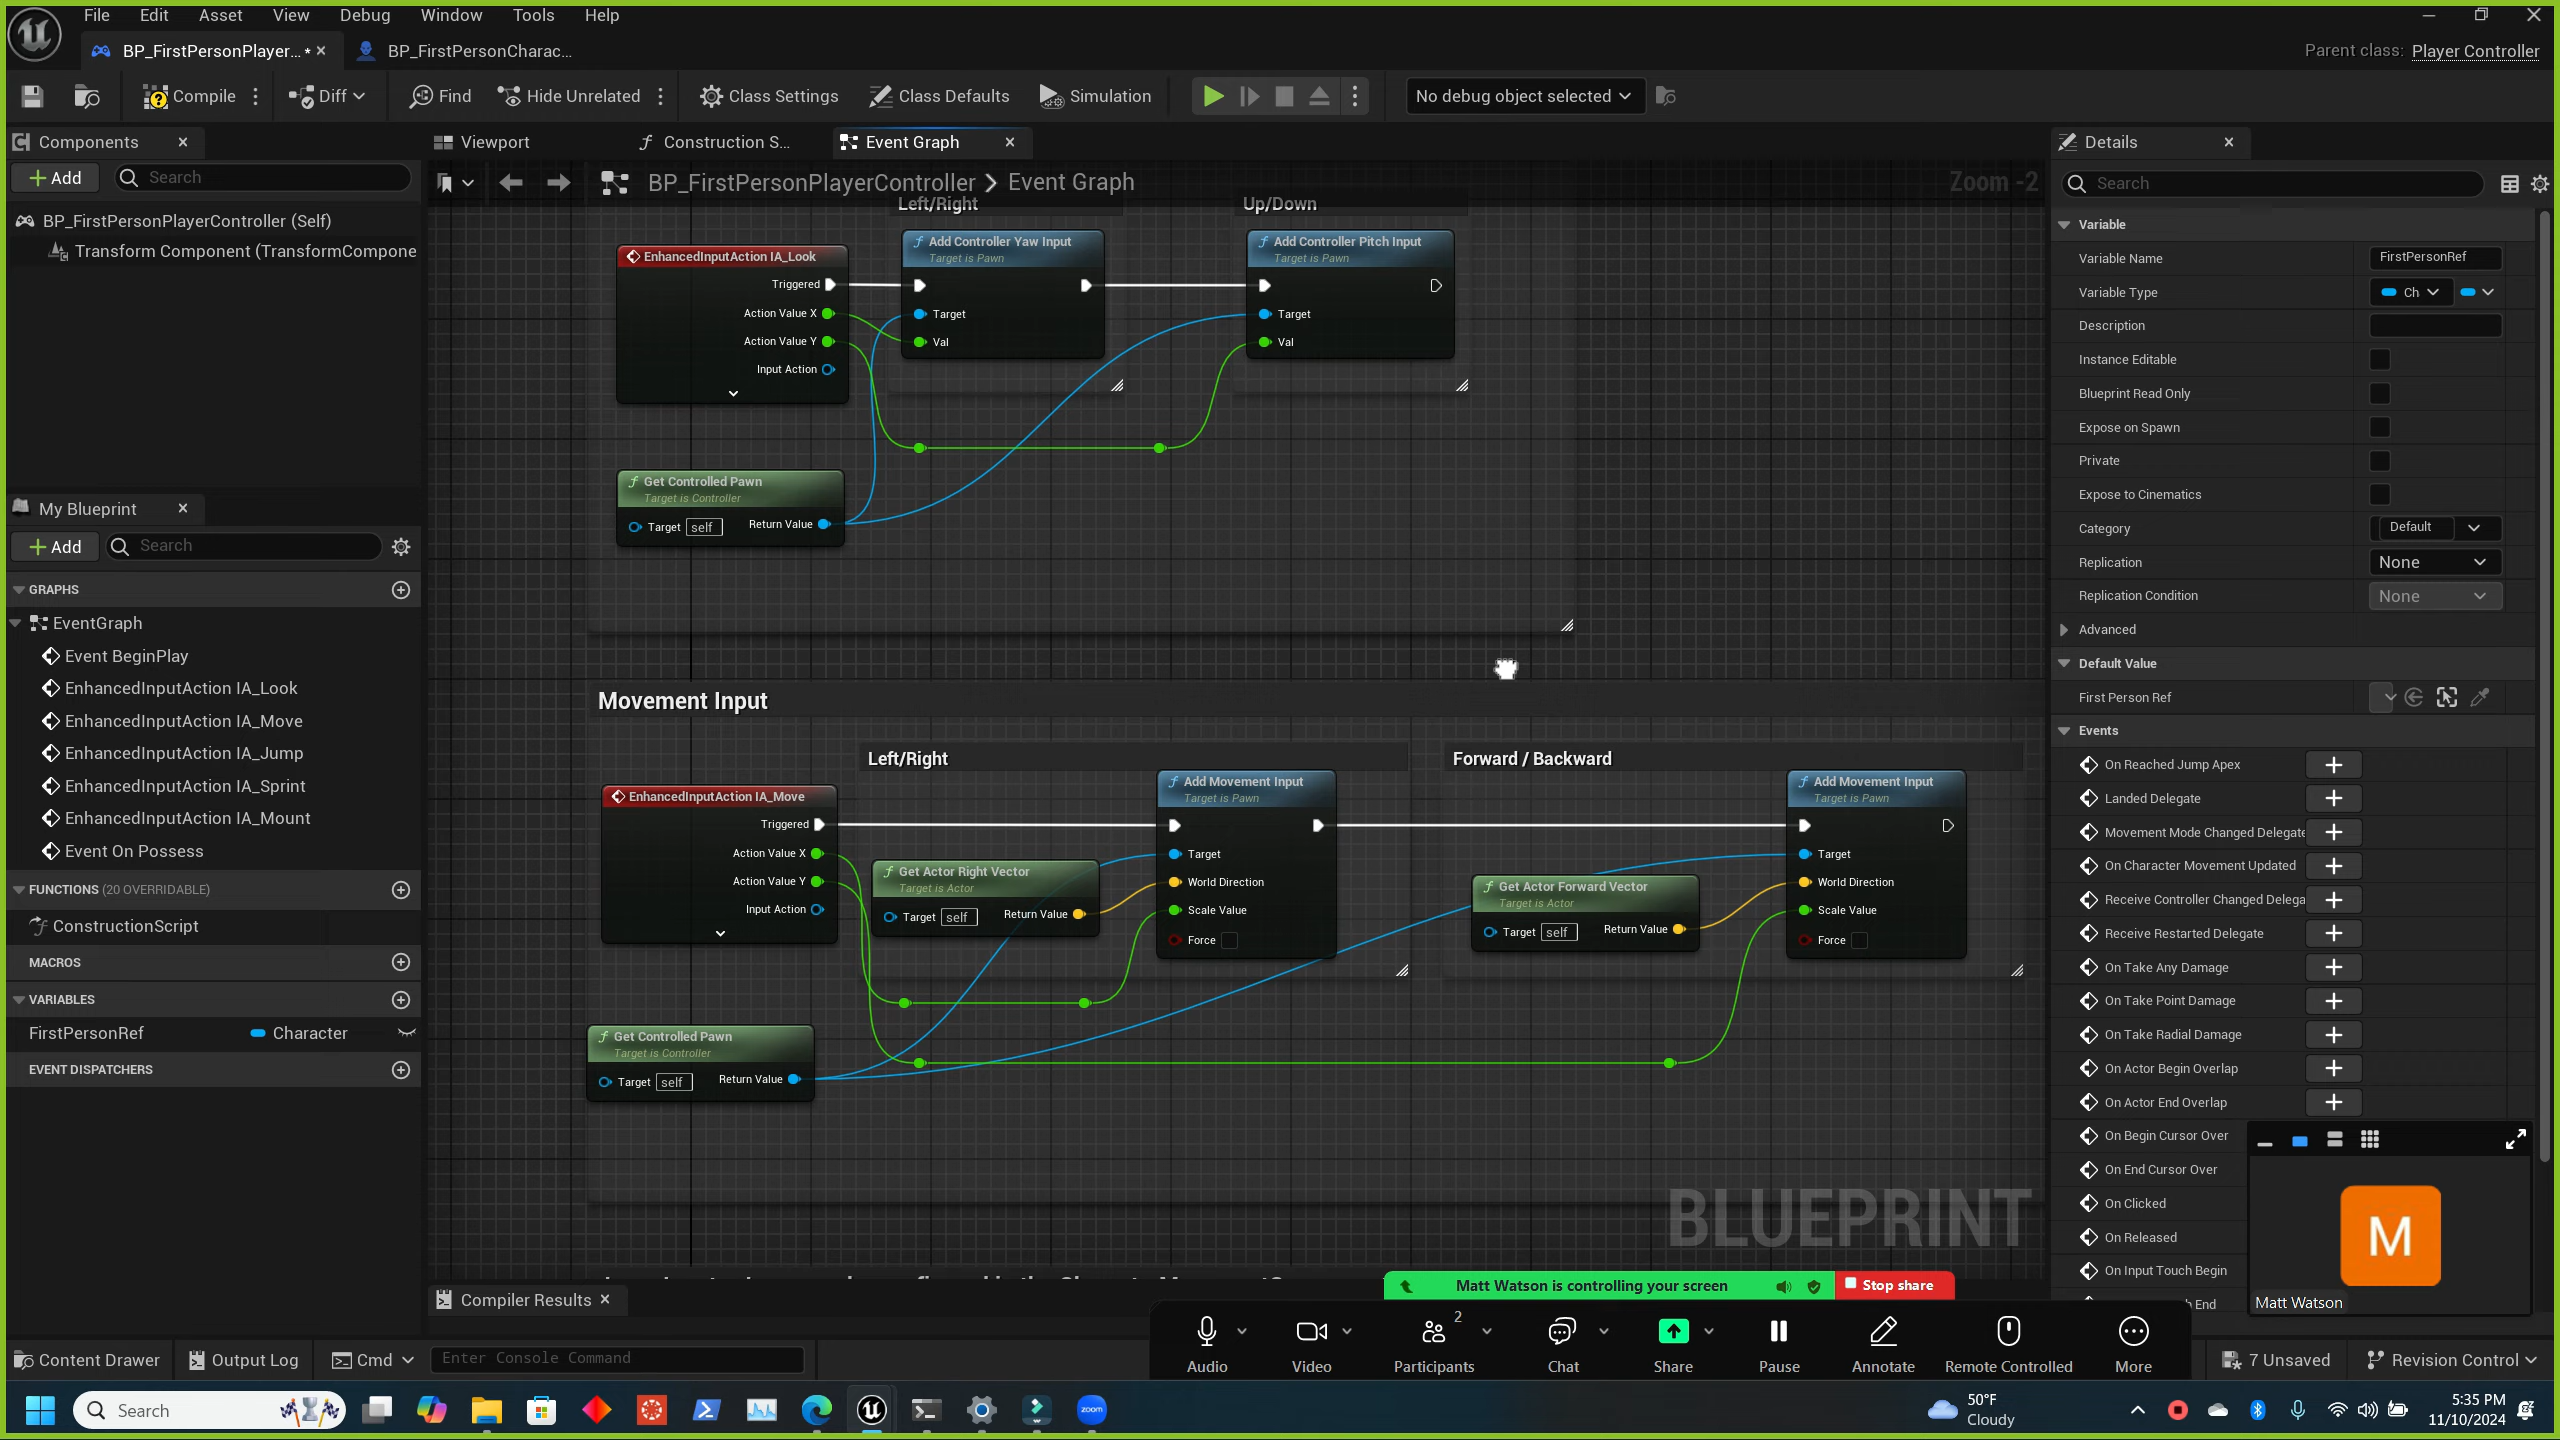 File Edit Asset View Debug Window Tools Help
BP_FirstPersonPlayer... •
BP_FirstPersonCharac...
Parent class: Player Controller
Compile
Diff
Find
Hide Unrelated
Class Settings
Class Defaults
Simulation
No debug object selected
Components
Viewport
Construction S...
Event Graph
Details
Add
Search
BP_FirstPersonPlayerController > Event Graph
Zoom -2
Search
BP_FirstPersonPlayerController (Self)
Transform Component (TransformCompone
Left/Right
Up/Down
EnhancedInputAction IA_Look
Triggered
Action Value X
Action Value Y
Input Action
Add Controller Yaw Input
Target is Pawn
Target
Val
Add Controller Pitch Input
Target is Pawn
Target
Val
Get Controlled Pawn
Target is Controller
Target self Return Value
My Blueprint
Add
Search
GRAPHS
EventGraph
Event BeginPlay
EnhancedInputAction IA_Look
EnhancedInputAction IA_Move
EnhancedInputAction IA_Jump
EnhancedInputAction IA_Sprint
EnhancedInputAction IA_Mount
Event On Possess
FUNCTIONS (20 OVERRIDABLE)
ConstructionScript
MACROS
VARIABLES
FirstPersonRef Character
EVENT DISPATCHERS
Movement Input
Left/Right
Forward / Backward
EnhancedInputAction IA_Move
Triggered
Action Value X
Action Value Y
Input Action
Get Actor Right Vector
Target is Actor
Target self Return Value
Add Movement Input
Target is Pawn
Target
World Direction
Scale Value
Force
Get Actor Forward Vector
Target is Actor
Target self Return Value
Add Movement Input
Target is Pawn
Target
World Direction
Scale Value
Force
Get Controlled Pawn
Target is Controller
Target self Return Value
BLUEPRINT
Variable
Variable Name FirstPersonRef
Variable Type Ch
Description
Instance Editable
Blueprint Read Only
Expose on Spawn
Private
Expose to Cinematics
Category Default
Replication None
Replication Condition None
Advanced
Default Value
First Person Ref
Events
On Reached Jump Apex
Landed Delegate
Movement Mode Changed Delegate
On Character Movement Updated
Receive Controller Changed Delega
Receive Restarted Delegate
On Take Any Damage
On Take Point Damage
On Take Radial Damage
On Actor Begin Overlap
On Actor End Overlap
On Begin Cursor Over
On End Cursor Over
On Clicked
On Released
On Input Touch Begin
End
M
Matt Watson
Compiler Results
Matt Watson is controlling your screen
Stop share
2
Audio Video Participants Chat Share Pause Annotate Remote Controlled More
Content Drawer
Output Log
Cmd
Enter Console Command
7 Unsaved
Revision Control
Search
zoom
50°F
Cloudy
5:35 PM
11/10/2024